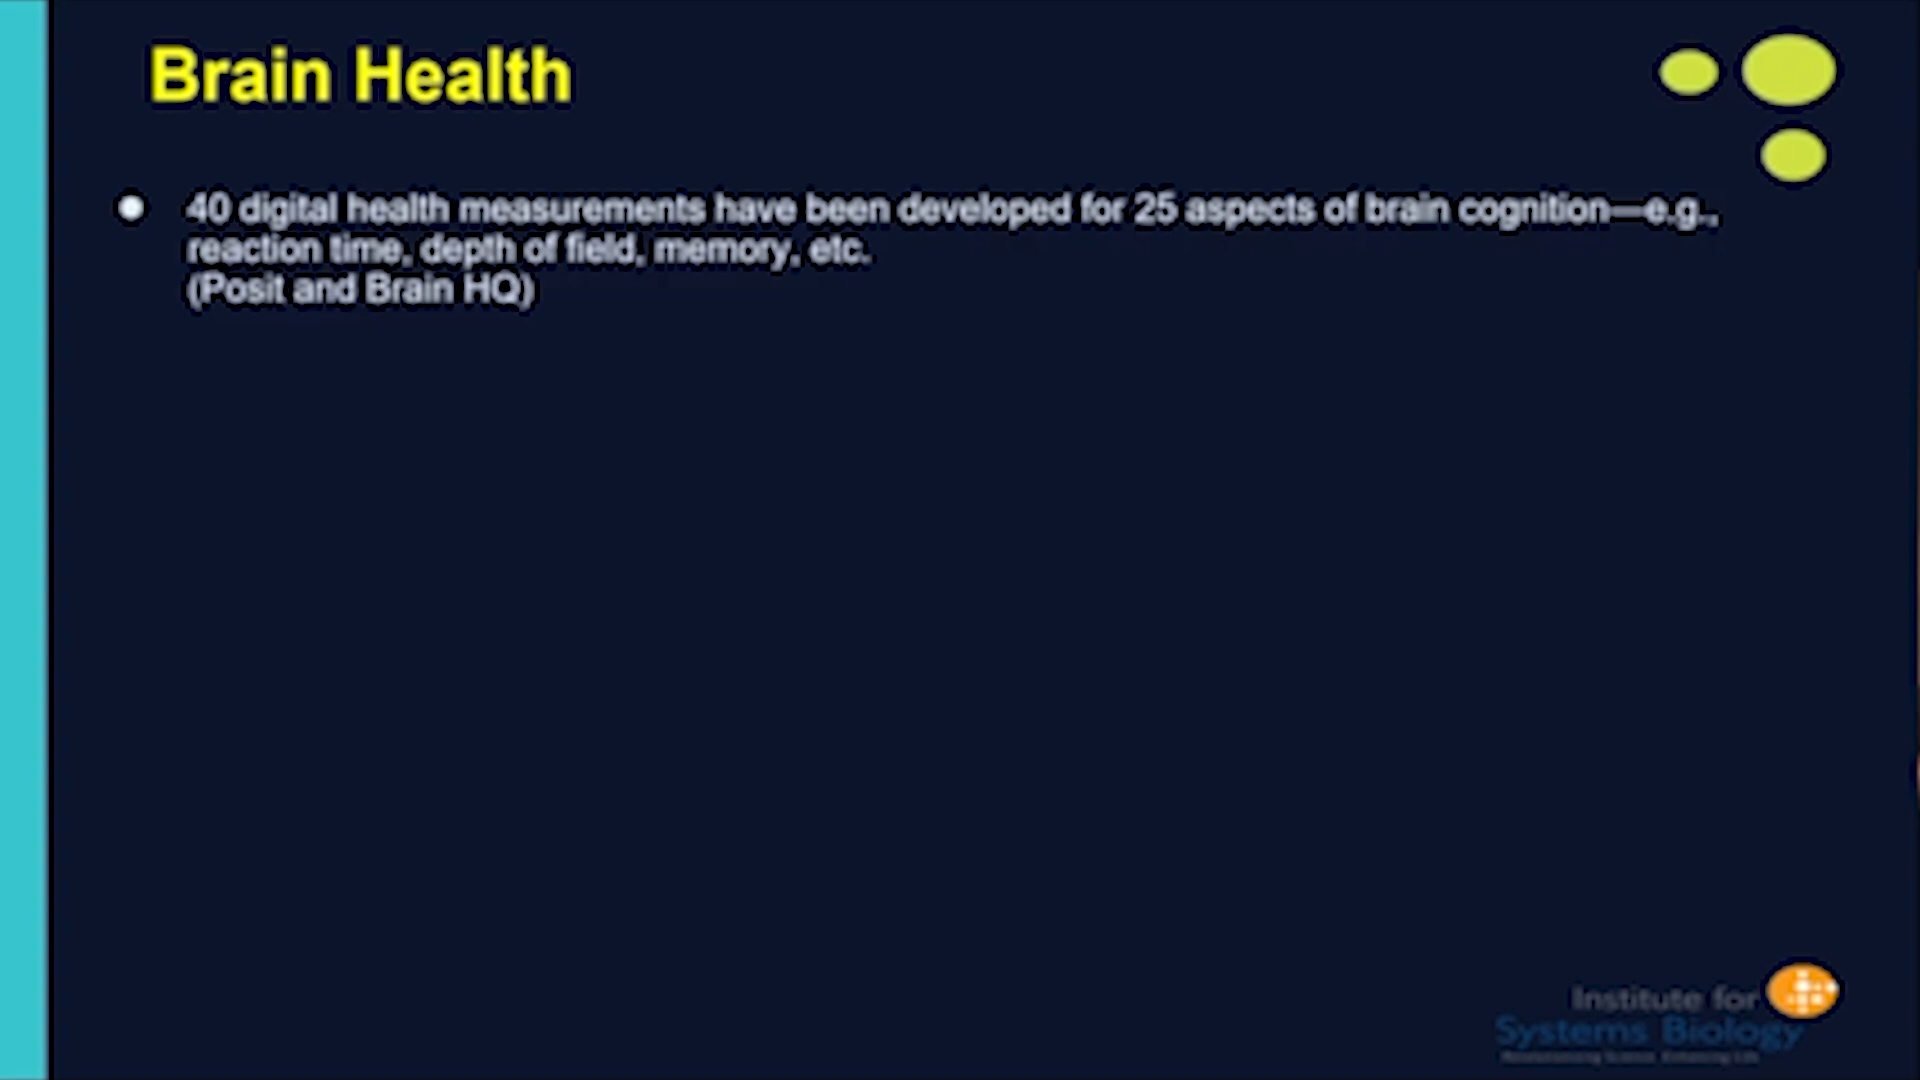 Brain Health
40 digital health measurements have been developed for 25 aspects of brain cognition—e.g.,
reaction time, depth of field, memory, etc.
(Posit and Brain HQ)
Institute for
Systems Biology